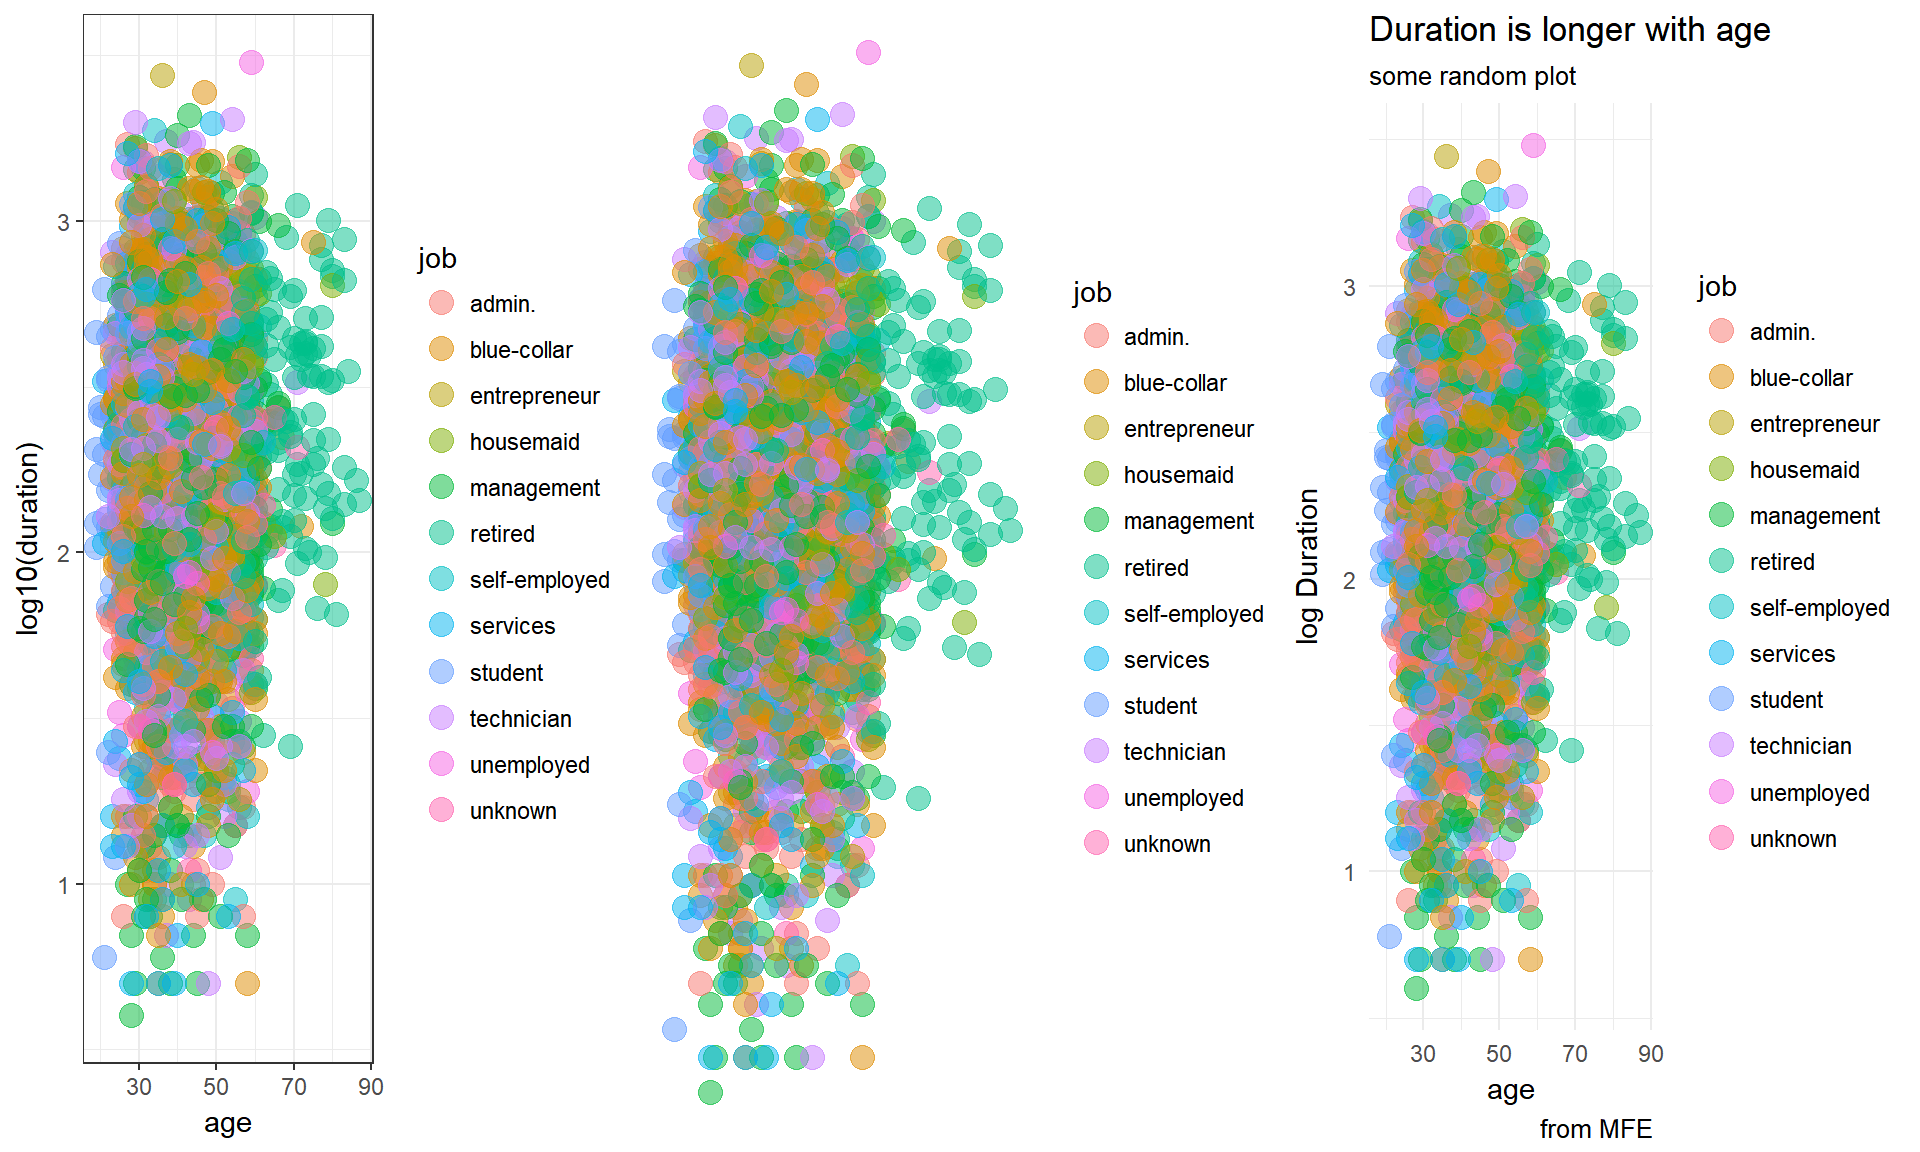 log10(duration)
3
2
1
30 50 70 90
age
job
admin.
blue-collar
entrepreneur
housemaid
management
retired
self-employed
services
student
technician
unemployed
unknown
job
admin.
blue-collar
entrepreneur
housemaid
management
retired
self-employed
services
student
technician
unemployed
unknown
Duration is longer with age
some random plot
log Duration
3
2
1
30 50 70 90
age
from MFE
job
admin.
blue-collar
entrepreneur
housemaid
management
retired
self-employed
services
student
technician
unemployed
unknown